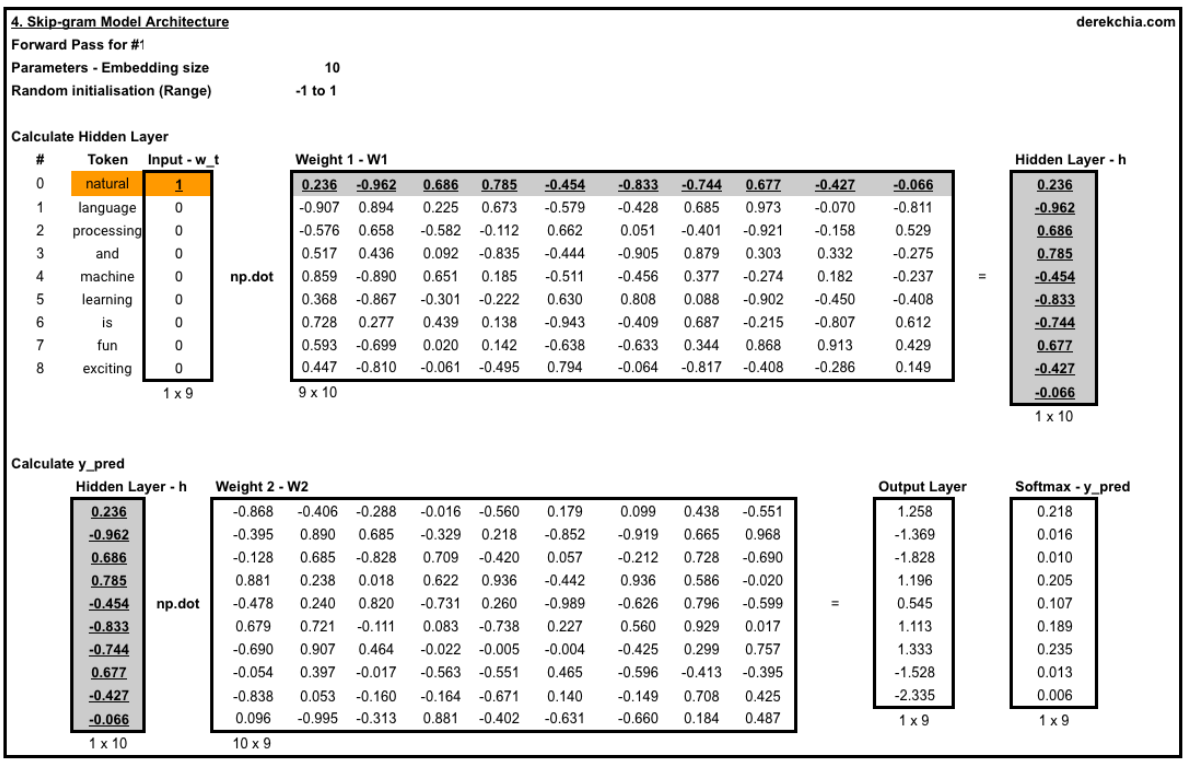 4. Skip-gram Model Architecture derekchia.com
Forward Pass for #1
Parameters - Embedding size 10
Random initialisation (Range) -1 to 1
Calculate Hidden Layer
# Token Input - w_t Weight 1 - W1 Hidden Layer - h
0 natural 1 0.236 -0.962 0.686 0.785 -0.454 -0.833 -0.744 0.677 -0.427 -0.066 0.236
1 language 0 -0.907 0.894 0.225 0.673 -0.579 -0.428 0.685 0.973 -0.070 -0.811 -0.962
2 processing 0 -0.576 0.658 -0.582 -0.112 0.662 0.051 -0.401 -0.921 -0.158 0.529 0.686
3 and 0 0.517 0.436 0.092 -0.835 -0.444 -0.905 0.879 0.303 0.332 -0.275 0.785
4 machine 0 np.dot 0.859 -0.890 0.651 0.185 -0.511 -0.456 0.377 -0.274 0.182 -0.237 = -0.454
5 learning 0 0.368 -0.867 -0.301 -0.222 0.630 0.808 0.088 -0.902 -0.450 -0.408 -0.833
6 is 0 0.728 0.277 0.439 0.138 -0.943 -0.409 0.687 -0.215 -0.807 0.612 -0.744
7 fun 0 0.593 -0.699 0.020 0.142 -0.638 -0.633 0.344 0.868 0.913 0.429 0.677
8 exciting 0 0.447 -0.810 -0.061 -0.495 0.794 -0.064 -0.817 -0.408 -0.286 0.149 -0.427
1 x 9 9 x 10 -0.066
1 x 10
Calculate y_pred
Hidden Layer - h Weight 2 - W2 Output Layer Softmax - y_pred
0.236 -0.868 -0.406 -0.288 -0.016 -0.560 0.179 0.099 0.438 -0.551 1.258 0.218
-0.962 -0.395 0.890 0.685 -0.329 0.218 -0.852 -0.919 0.665 0.968 -1.369 0.016
0.686 -0.128 0.685 -0.828 0.709 -0.420 0.057 -0.212 0.728 -0.690 -1.828 0.010
0.785 0.881 0.238 0.018 0.622 0.936 -0.442 0.936 0.586 -0.020 1.196 0.205
-0.454 np.dot -0.478 0.240 0.820 -0.731 0.260 -0.989 -0.626 0.796 -0.599 = 0.545 0.107
-0.833 0.679 0.721 -0.111 0.083 -0.738 0.227 0.560 0.929 0.017 1.113 0.189
-0.744 -0.690 0.907 0.464 -0.022 -0.005 -0.004 -0.425 0.299 0.757 1.333 0.235
0.677 -0.054 0.397 -0.017 -0.563 -0.551 0.465 -0.596 -0.413 -0.395 -1.528 0.013
-0.427 -0.838 0.053 -0.160 -0.164 -0.671 0.140 -0.149 0.708 0.425 -2.335 0.006
-0.066 0.096 -0.995 -0.313 0.881 -0.402 -0.631 -0.660 0.184 0.487 1 x 9 1 x 9
1 x 10 10 x 9